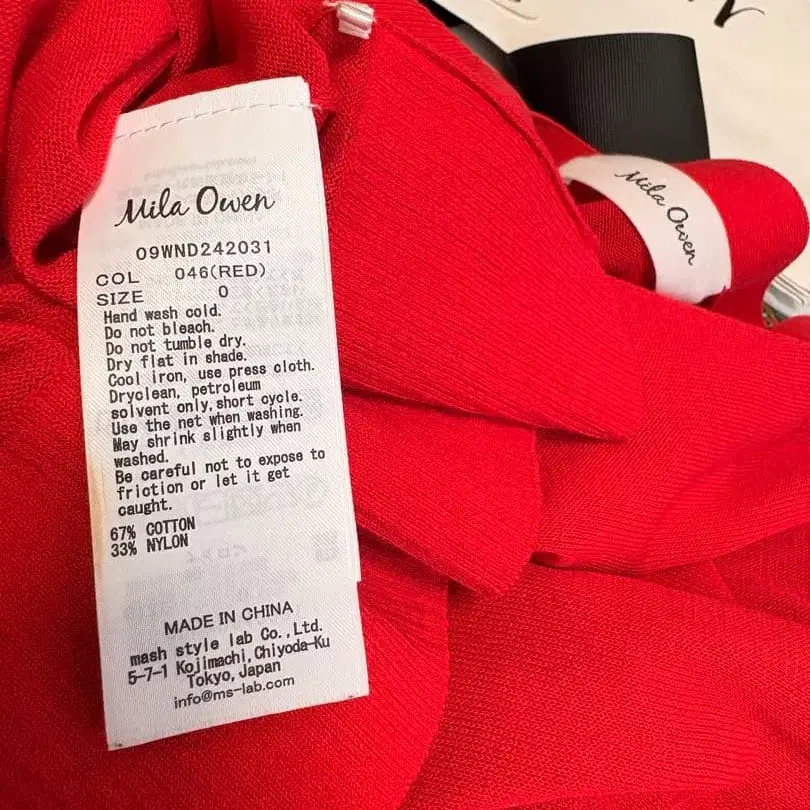 Mila Owen
09WND242031
COL 046(RED)
SIZE 0
Hand wash cold.
Do not bleach.
Do not tumble dry.
Dry flat in shade.
Cool iron, use press cloth.
Dryclean, petroleum
solvent only, short cycle.
Use the net when washing.
May shrink slightly when
washed.
Be careful not to expose to
friction or let it get
caught.
67% COTTON
33% NYLON
MADE IN CHINA
mash style lab Co.,Ltd.
5-7-1 Kojimachi,Chiyoda-Ku
Tokyo,Japan
info@ms-lab.com
Mila Owen